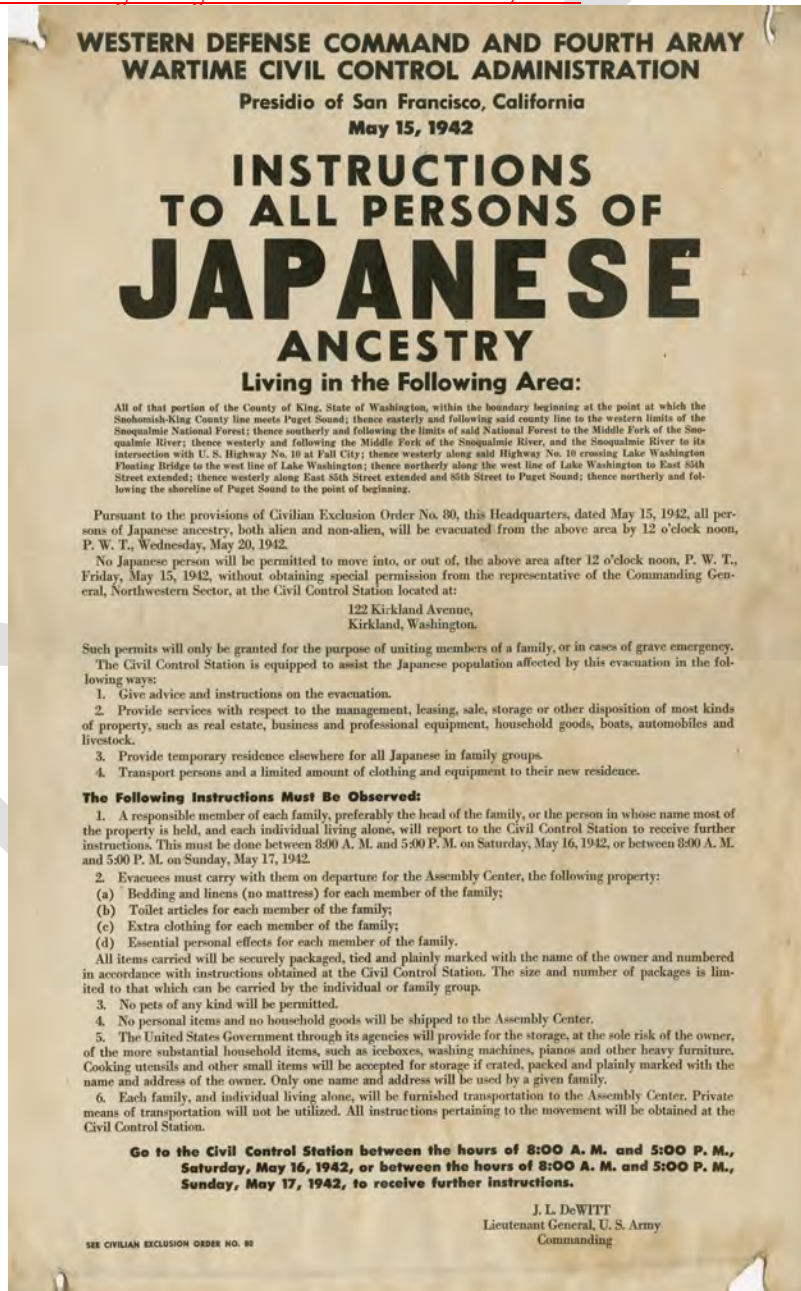 WESTERN DEFENSE COMMAND AND FOURTH ARMY
WARTIME CIVIL CONTROL ADMINISTRATION
Presidio of San Francisco, California
May 15, 1942
INSTRUCTIONS
TO ALL PERSONS OF
JAPANESE
ANCESTRY
Living in the Following Area:
All of that portion of the County of King, State of Washington, within the boundary beginning at the point at which the
Snohomish-King County line meets Puget Sound; thence easterly and following said county line to the western limits of the
Snoqualmie National Forest; thence southerly and following the limits of said National Forest to the Middle Fork of the Sno-
qualmie River; thence westerly and following the Middle Fork of the Snoqualmie River, and the Snoqualmie River to its
intersection with U. S. Highway No. 10 at Fall City; thence westerly along said Highway No. 10 crossing Lake Washington
Floating Bridge to the west line of Lake Washington; thence northerly along the west line of Lake Washington to East 85th
Street extended; thence westerly along East 85th Street extended and 85th Street to Puget Sound; thence northerly and fol-
lowing the shoreline of Puget Sound to the point of beginning.
Pursuant to the provisions of Civilian Exclusion Order No. 80, this Headquarters, dated May 15, 1942, all per-
sons of Japanese ancestry, both alien and non-alien, will be evacuated from the above area by 12 o'clock noon,
P. W. T., Wednesday, May 20, 1942.
No Japanese person will be permitted to move into, or out of, the above area after 12 o'clock noon, P. W. T.,
Friday, May 15, 1942, without obtaining special permission from the representative of the Commanding Gen-
eral, Northwestern Sector, at the Civil Control Station located at:
122 Kirkland Avenue,
Kirkland, Washington.
Such permits will only be granted for the purpose of uniting members of a family, or in cases of grave emergency.
The Civil Control Station is equipped to assist the Japanese population affected by this evacuation in the fol-
lowing ways:
1. Give advice and instructions on the evacuation.
2. Provide services with respect to the management, leasing, sale, storage or other disposition of most kinds
of property, such as real estate, business and professional equipment, household goods, boats, automobiles and
livestock.
3. Provide temporary residence elsewhere for all Japanese in family groups.
4. Transport persons and a limited amount of clothing and equipment to their new residence.
The Following Instructions Must Be Observed:
1. A responsible member of each family, preferably the head of the family, or the person in whose name most of
the property is held, and each individual living alone, will report to the Civil Control Station to receive further
instructions. This must be done between 8:00 A. M. and 5:00 P. M. on Saturday, May 16, 1942, or between 8:00 A. M.
and 5:00 P. M. on Sunday, May 17, 1942.
2. Evacuees must carry with them on departure for the Assembly Center, the following property:
(a) Bedding and linens (no mattress) for each member of the family;
(b) Toilet articles for each member of the family;
(c) Extra clothing for each member of the family;
(d) Essential personal effects for each member of the family.
All items carried will be securely packaged, tied and plainly marked with the name of the owner and numbered
in accordance with instructions obtained at the Civil Control Station. The size and number of packages is lim-
ited to that which can be carried by the individual or family group.
3. No pets of any kind will be permitted.
4. No personal items and no household goods will be shipped to the Assembly Center.
5. The United States Government through its agencies will provide for the storage, at the sole risk of the owner,
of the more substantial household items, such as iceboxes, washing machines, pianos and other heavy furniture.
Cooking utensils and other small items will be accepted for storage if crated, packed and plainly marked with the
name and address of the owner. Only one name and address will be used by a given family.
6. Each family, and individual living alone, will be furnished transportation to the Assembly Center. Private
means of transportation will not be utilized. All instructions pertaining to the movement will be obtained at the
Civil Control Station.
Go to the Civil Control Station between the hours of 8:00 A. M. and 5:00 P. M.,
Saturday, May 16, 1942, or between the hours of 8:00 A. M. and 5:00 P. M.,
Sunday, May 17, 1942, to receive further instructions.
J. L. DeWITT
Lieutenant General, U. S. Army
Commanding
SEE CIVILIAN EXCLUSION ORDER NO. 80